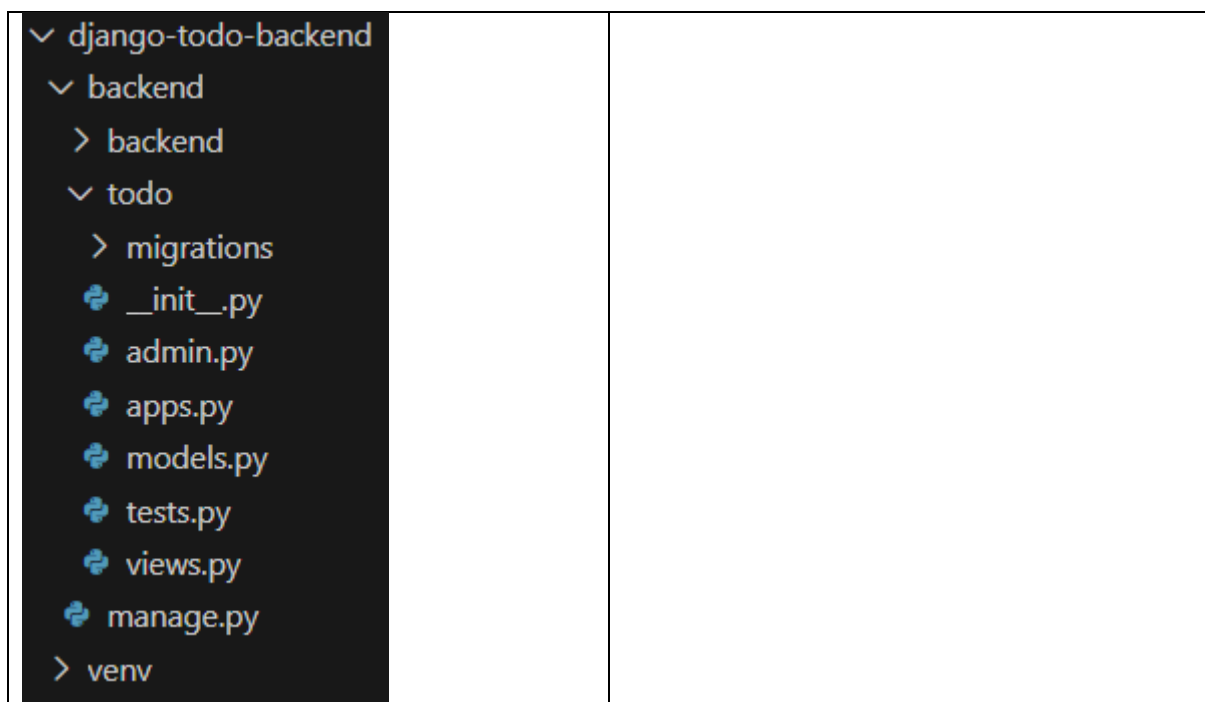 django-todo-backend
backend
backend
todo
migrations
__init__.py
admin.py
apps.py
models.py
tests.py
views.py
manage.py
venv